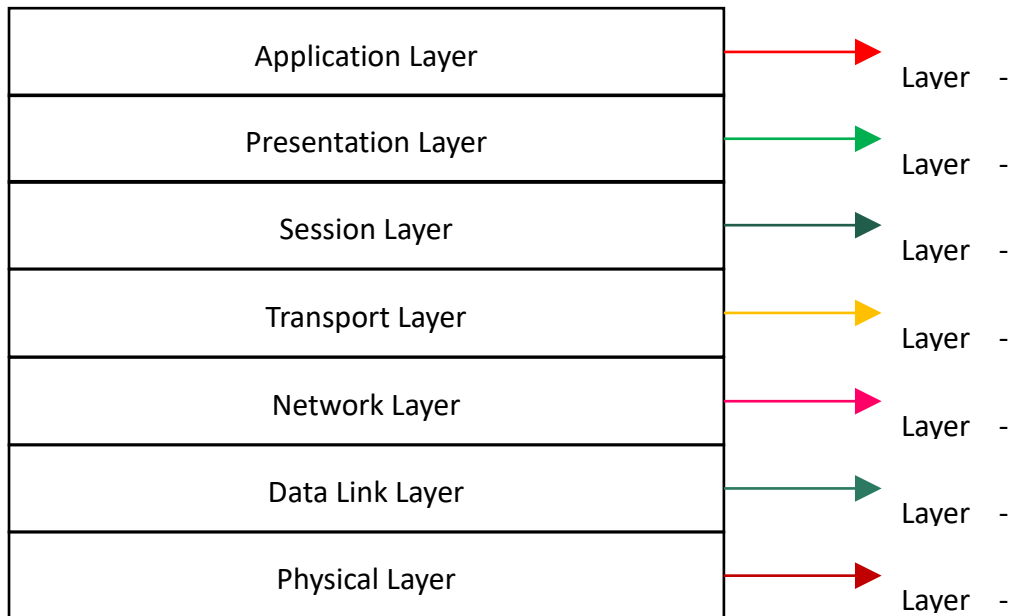 Application Layer
Layer -
Presentation Layer
Layer -
Session Layer
Layer -
Transport Layer
Layer -
Network Layer
Layer -
Data Link Layer
Layer -
Physical Layer
Layer -